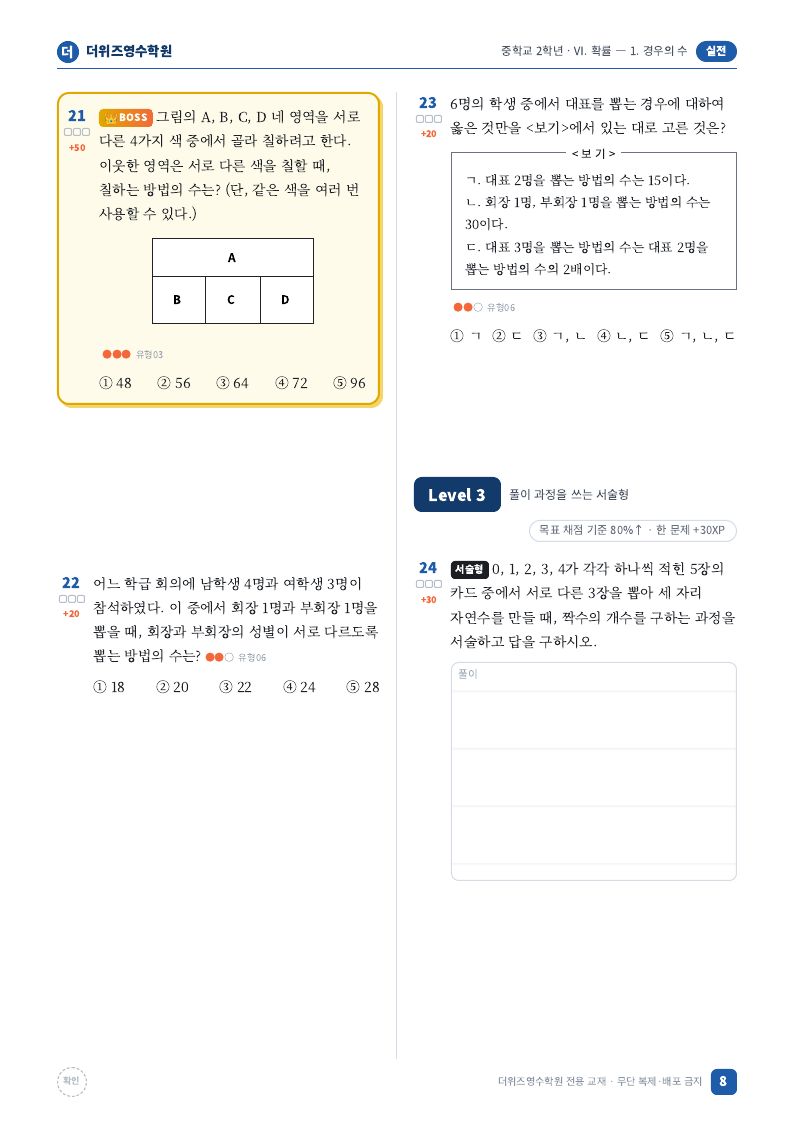 더 더위즈영수학원
중학교 2학년 · VI. 확률 — 1. 경우의 수 실전
21
+50
👑BOSS 그림의 A, B, C, D 네 영역을 서로
다른 4가지 색 중에서 골라 칠하려고 한다.
이웃한 영역은 서로 다른 색을 칠할 때,
칠하는 방법의 수는? (단, 같은 색을 여러 번
사용할 수 있다.)
A
B C D
유형03
① 48 ② 56 ③ 64 ④ 72 ⑤ 96
22
+20
어느 학급 회의에 남학생 4명과 여학생 3명이
참석하였다. 이 중에서 회장 1명과 부회장 1명을
뽑을 때, 회장과 부회장의 성별이 서로 다르도록
뽑는 방법의 수는? 유형06
① 18 ② 20 ③ 22 ④ 24 ⑤ 28
23
+20
6명의 학생 중에서 대표를 뽑는 경우에 대하여
옳은 것만을 <보기>에서 있는 대로 고른 것은?
< 보 기 >
ㄱ. 대표 2명을 뽑는 방법의 수는 15이다.
ㄴ. 회장 1명, 부회장 1명을 뽑는 방법의 수는
30이다.
ㄷ. 대표 3명을 뽑는 방법의 수는 대표 2명을
뽑는 방법의 수의 2배이다.
유형06
① ㄱ ② ㄷ ③ ㄱ, ㄴ ④ ㄴ, ㄷ ⑤ ㄱ, ㄴ, ㄷ
Level 3 풀이 과정을 쓰는 서술형
목표 채점 기준 80%↑ · 한 문제 +30XP
24
+30
서술형 0, 1, 2, 3, 4가 각각 하나씩 적힌 5장의
카드 중에서 서로 다른 3장을 뽑아 세 자리
자연수를 만들 때, 짝수의 개수를 구하는 과정을
서술하고 답을 구하시오.
풀이
확인
더위즈영수학원 전용 교재 · 무단 복제·배포 금지 8